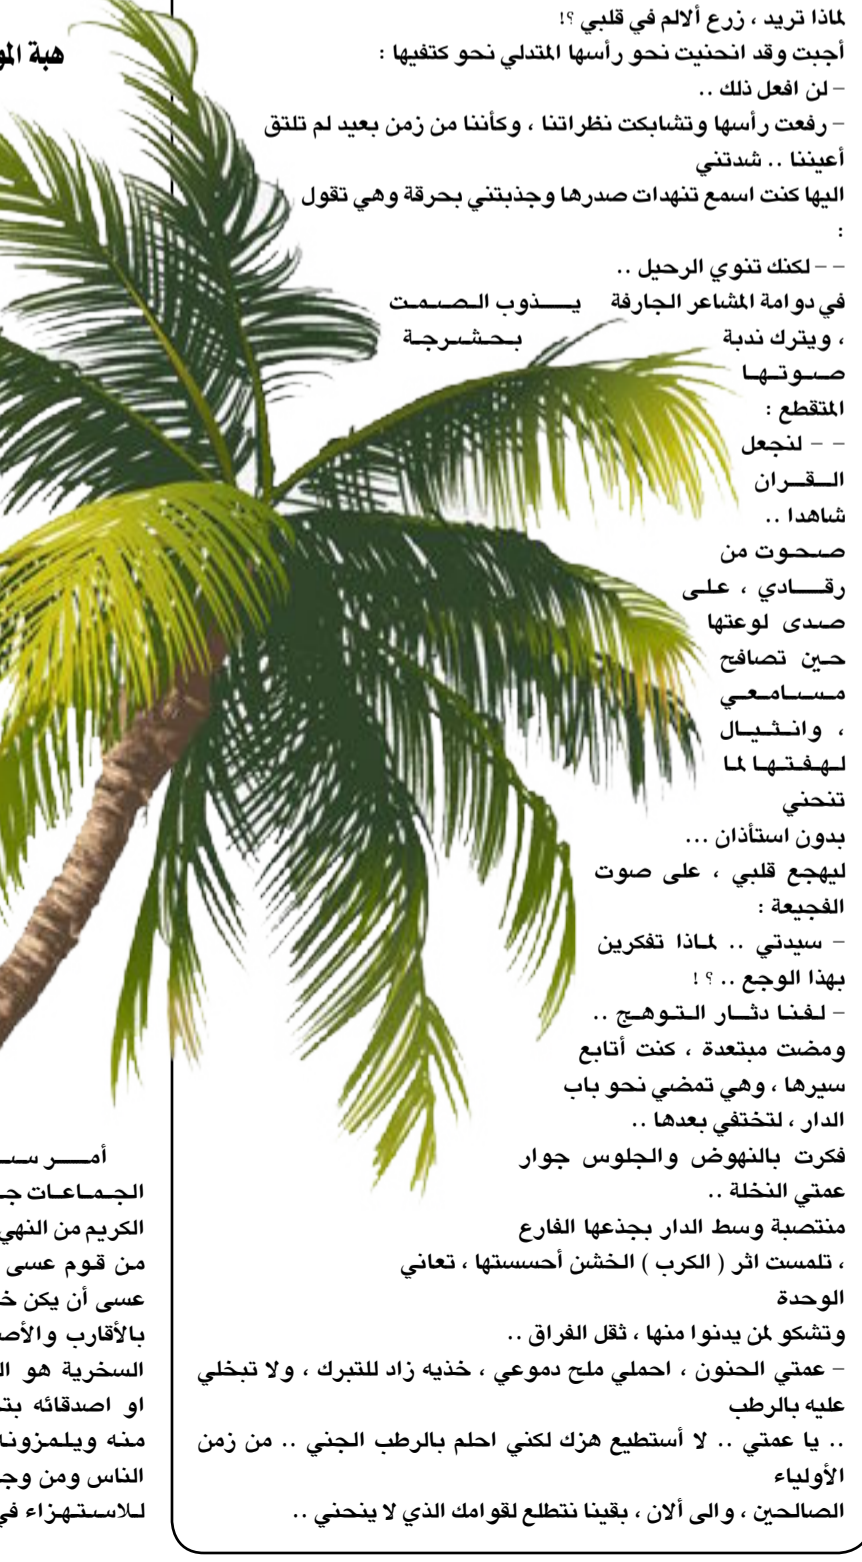 لماذا تريد ، زرع ألالم في قلبي ؟!
أجبت وقد انحنيت نحو رأسها المتدلي نحو كتفيها :
– لن افعل ذلك ..
– رفعت رأسها وتشابكت نظراتنا ، وكأننا من زمن بعيد لم تلتق
أعيننا .. شدتني
اليها كنت اسمع تنهدات صدرها وجذبتني بحرقة وهي تقول
:
– – لكنك تنوي الرحيل ..
في دوامة المشاعر الجارفة يذوب الصمت
، ويترك ندبة بحشرجة
صوتها
المتقطع :
– – لنجعل
القران
شاهدا ..
صحوت من
رقادي ، على
صدى لوعتها
حين تصافح
مسامعي
، وانثيال
لهفتها لما
تنحني
بدون استأذان ...
ليهجع قلبي ، على صوت
الفجيعة :
– سيدتي .. لماذا تفكرين
بهذا الوجع .. ؟ !
– لفنا دثار التوهج ..
ومضت مبتعدة ، كنت أتابع
سيرها ، وهي تمضي نحو باب
الدار ، لتختفي بعدها ..
فكرت بالنهوض والجلوس جوار
عمتي النخلة ..
منتصبة وسط الدار بجذعها الفارع
، تلمست اثر ( الكرب ) الخشن أحسستها ، تعاني
الوحدة
وتشكو لمن يدنوا منها ، ثقل الفراق ..
– عمتي الحنون ، احملي ملح دموعي ، خذيه زاد للتبرك ، ولا تبخلي
عليه بالرطب
.. يا عمتي .. لا أستطيع هزك لكني احلم بالرطب الجني .. من زمن
الأولياء
الصالحين ، والى ألان ، بقينا نتطلع لقوامك الذي لا ينحني ..
هبة
أمر
الجماعات
الكريم من النهي
من قوم عسى
عسى أن يكن
بالأقارب
السخرية هو
او اصدقائه
منه ويلمزونه
الناس ومن
للاستهزاء في